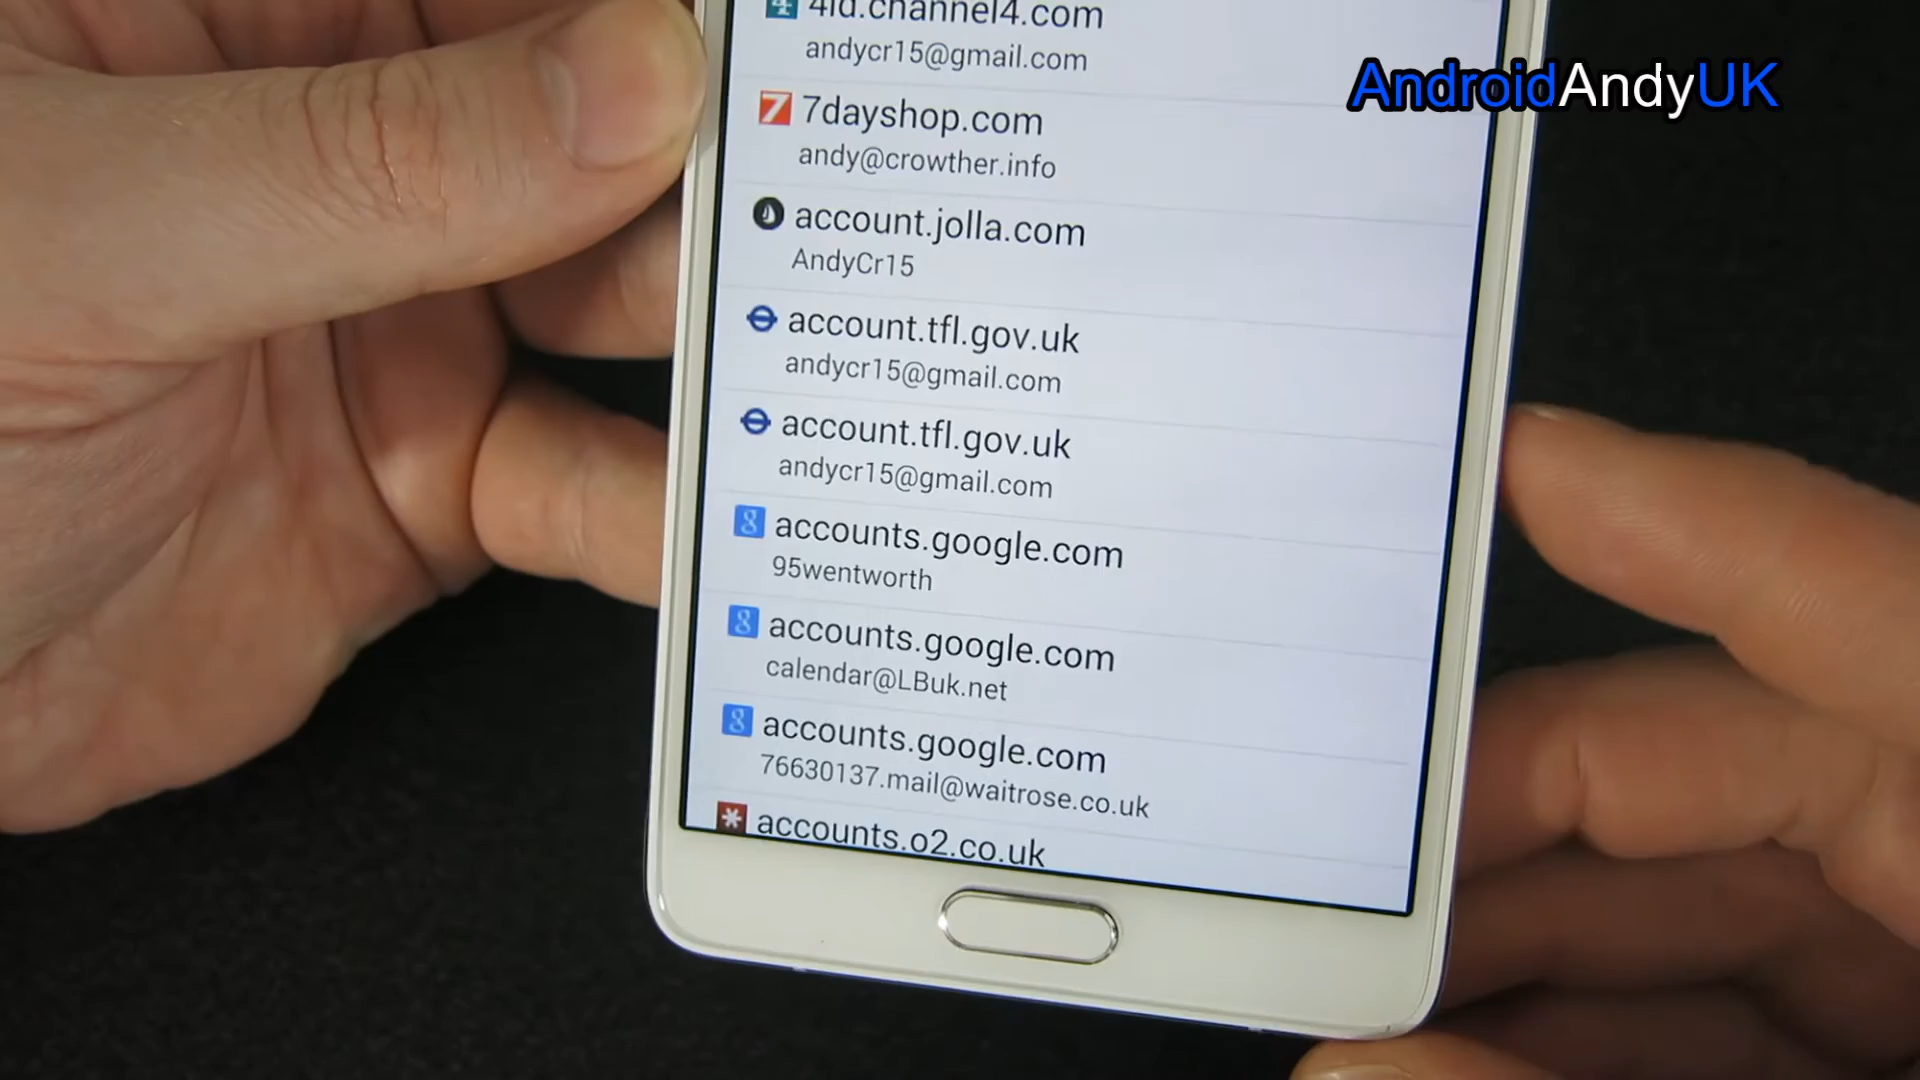 4id.channel4.com
andycr15@gmail.com
AndroidAndyUK
7dayshop.com
andy@crowther.info
account.jolla.com
AndyCr15
account.tfl.gov.uk
andycr15@gmail.com
account.tfl.gov.uk
andycr15@gmail.com
accounts.google.com
95wentworth
accounts.google.com
calendar@LBuk.net
accounts.google.com
76630137.mail@waitrose.co.uk
accounts.o2.co.uk